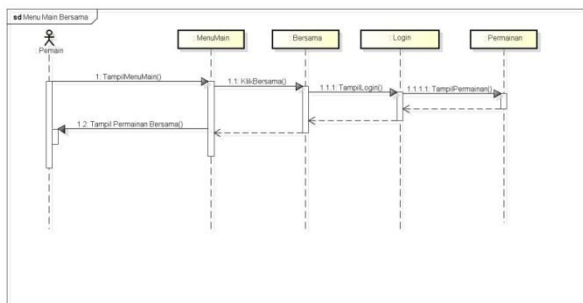 sd Menu Main Bersama
: Pemain
: MenuMain
: Bersama
: Login
: Permainan
1: TampilMenuMain()
1.1: KlikBersama()
1.1.1: TampilLogin()
1.1.1.1: TampilPermainan()
1.2: Tampil Permainan Bersama()